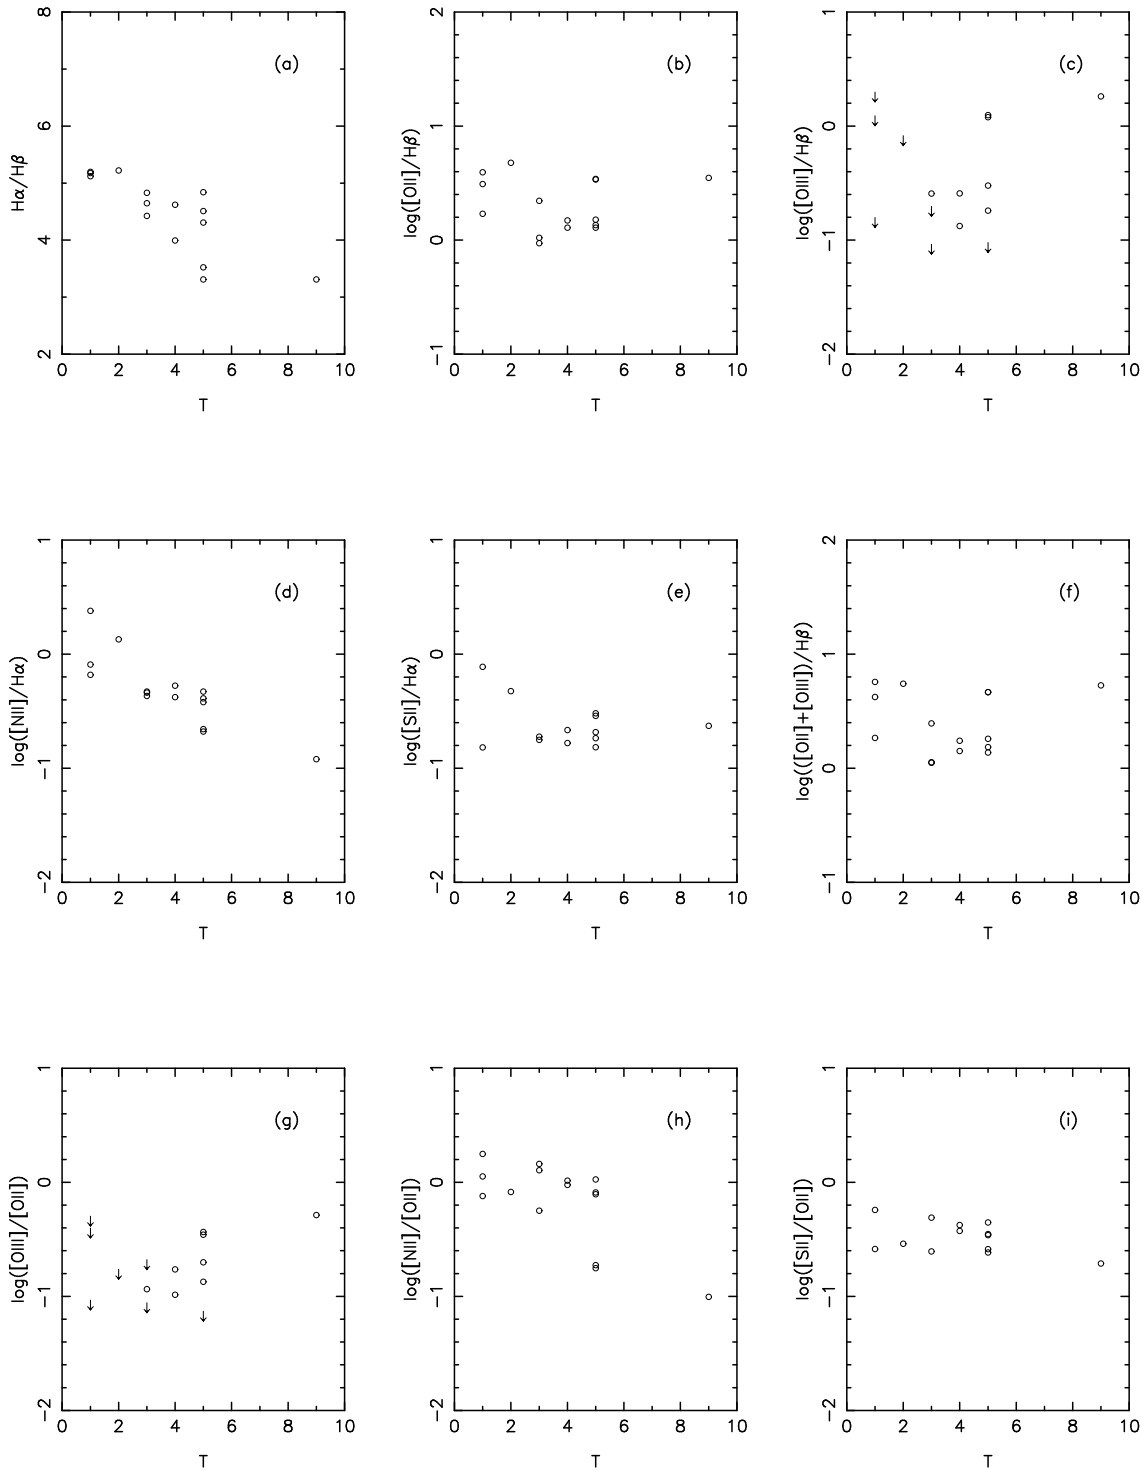 (a)
Hα/Hβ
8
6
4
2
0 2 4 6 8 10
T
(b)
log([OII]/Hβ)
2
1
0
−1
0 2 4 6 8 10
T
(c)
log([OIII]/Hβ)
1
0
−1
−2
0 2 4 6 8 10
T
(d)
log([NII]/Hα)
1
0
−1
−2
0 2 4 6 8 10
T
(e)
log([SII]/Hα)
1
0
−1
−2
0 2 4 6 8 10
T
(f)
log(([OII]+[OIII])/Hβ)
2
1
0
−1
0 2 4 6 8 10
T
(g)
log([OIII]/[OII])
1
0
−1
−2
0 2 4 6 8 10
T
(h)
log([NII]/[OII])
1
0
−1
−2
0 2 4 6 8 10
T
(i)
log([SII]/[OII])
1
0
−1
−2
0 2 4 6 8 10
T